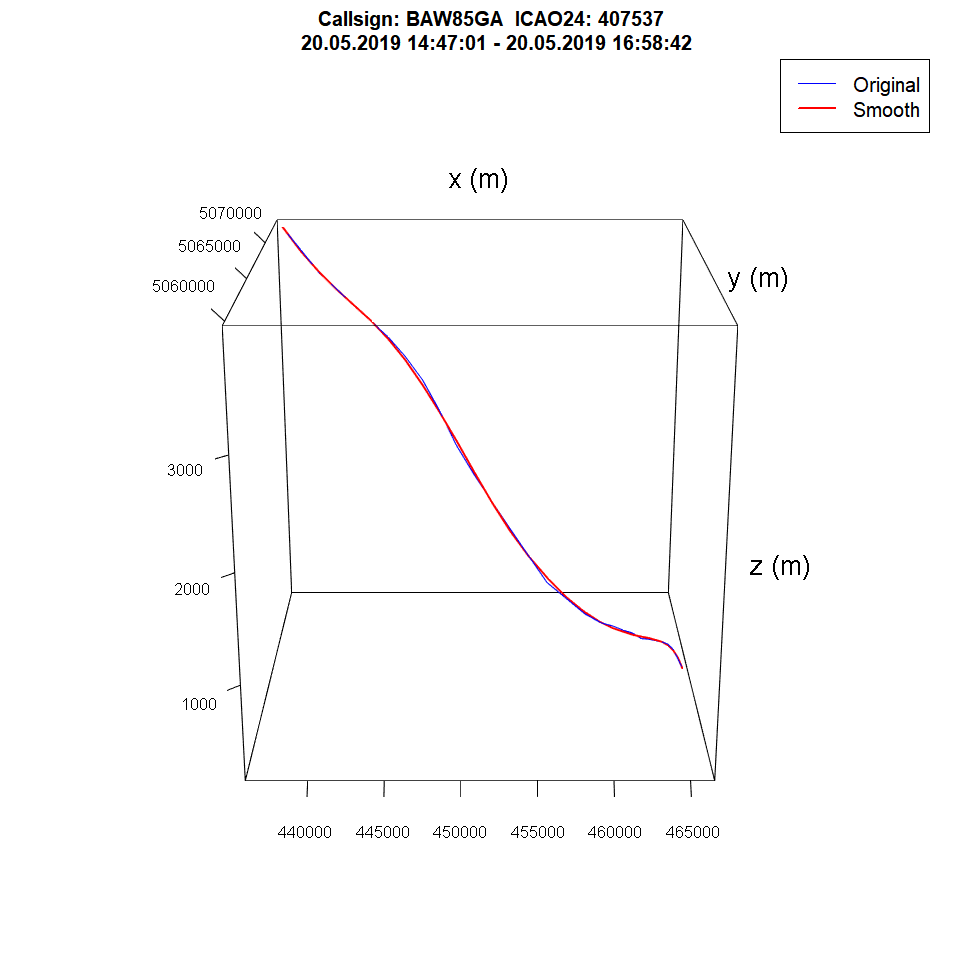 Callsign: BAW85GA  ICAO24: 407537
20.05.2019 14:47:01 - 20.05.2019 16:58:42
Original
Smooth
x (m)
5070000
5065000
5060000
y (m)
3000
2000
1000
z (m)
440000 445000 450000 455000 460000 465000